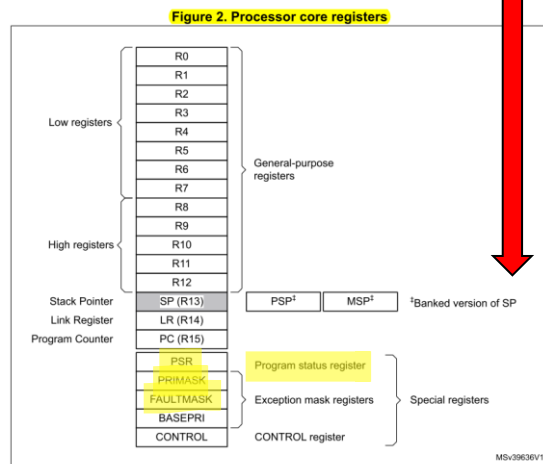 Figure 2. Processor core registers
R0
R1
R2
R3
Low registers
R4
R5
R6
General-purpose registers
R7
R8
R9
High registers
R10
R11
R12
Stack Pointer SP (R13) PSP‡ MSP‡ ‡Banked version of SP
Link Register LR (R14)
Program Counter PC (R15)
PSR Program status register
PRIMASK
FAULTMASK Exception mask registers Special registers
BASEPRI
CONTROL CONTROL register
MSv39636V1